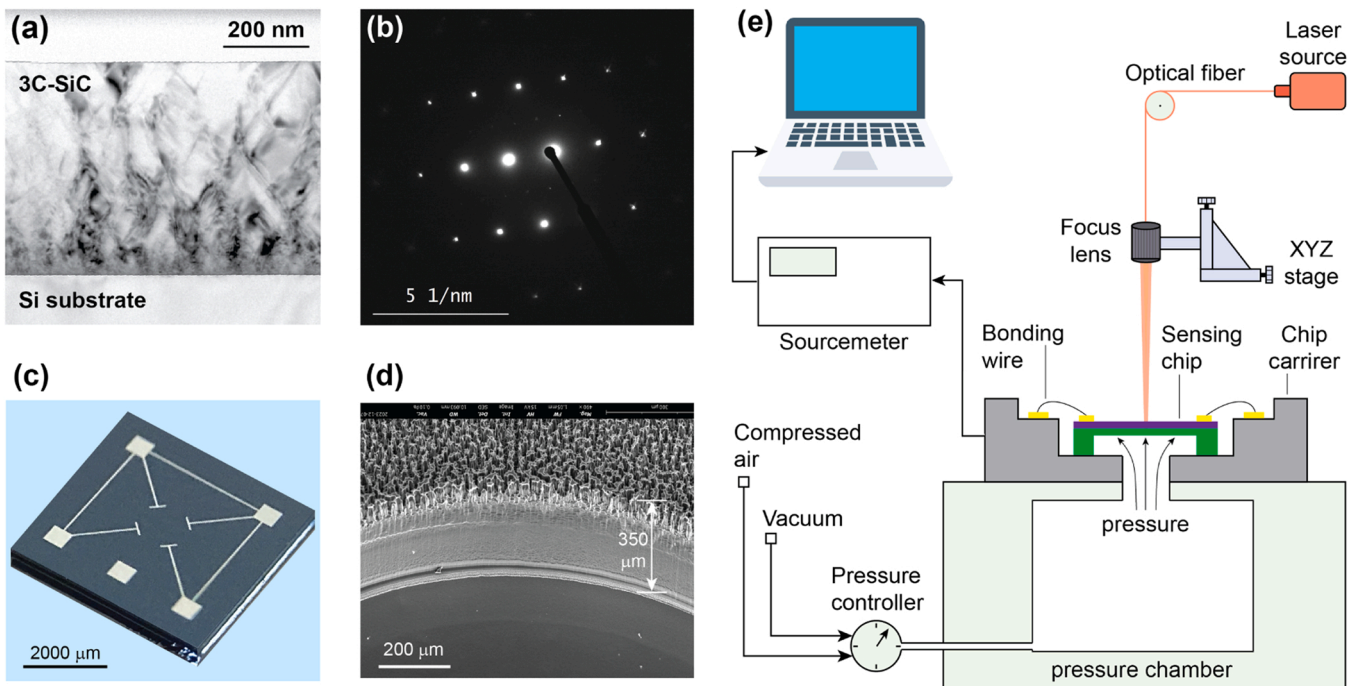 (a)
200 nm
3C-SiC
Si substrate
(b)
5 1/nm
(c)
2000 μm
(d)
350
μm
200 μm
(e)
Laser
source
Optical fiber
Focus
lens
XYZ
stage
Sourcemeter
Bonding
wire
Sensing
chip
Chip
carrirer
Compressed
air
Vacuum
pressure
Pressure
controller
pressure chamber